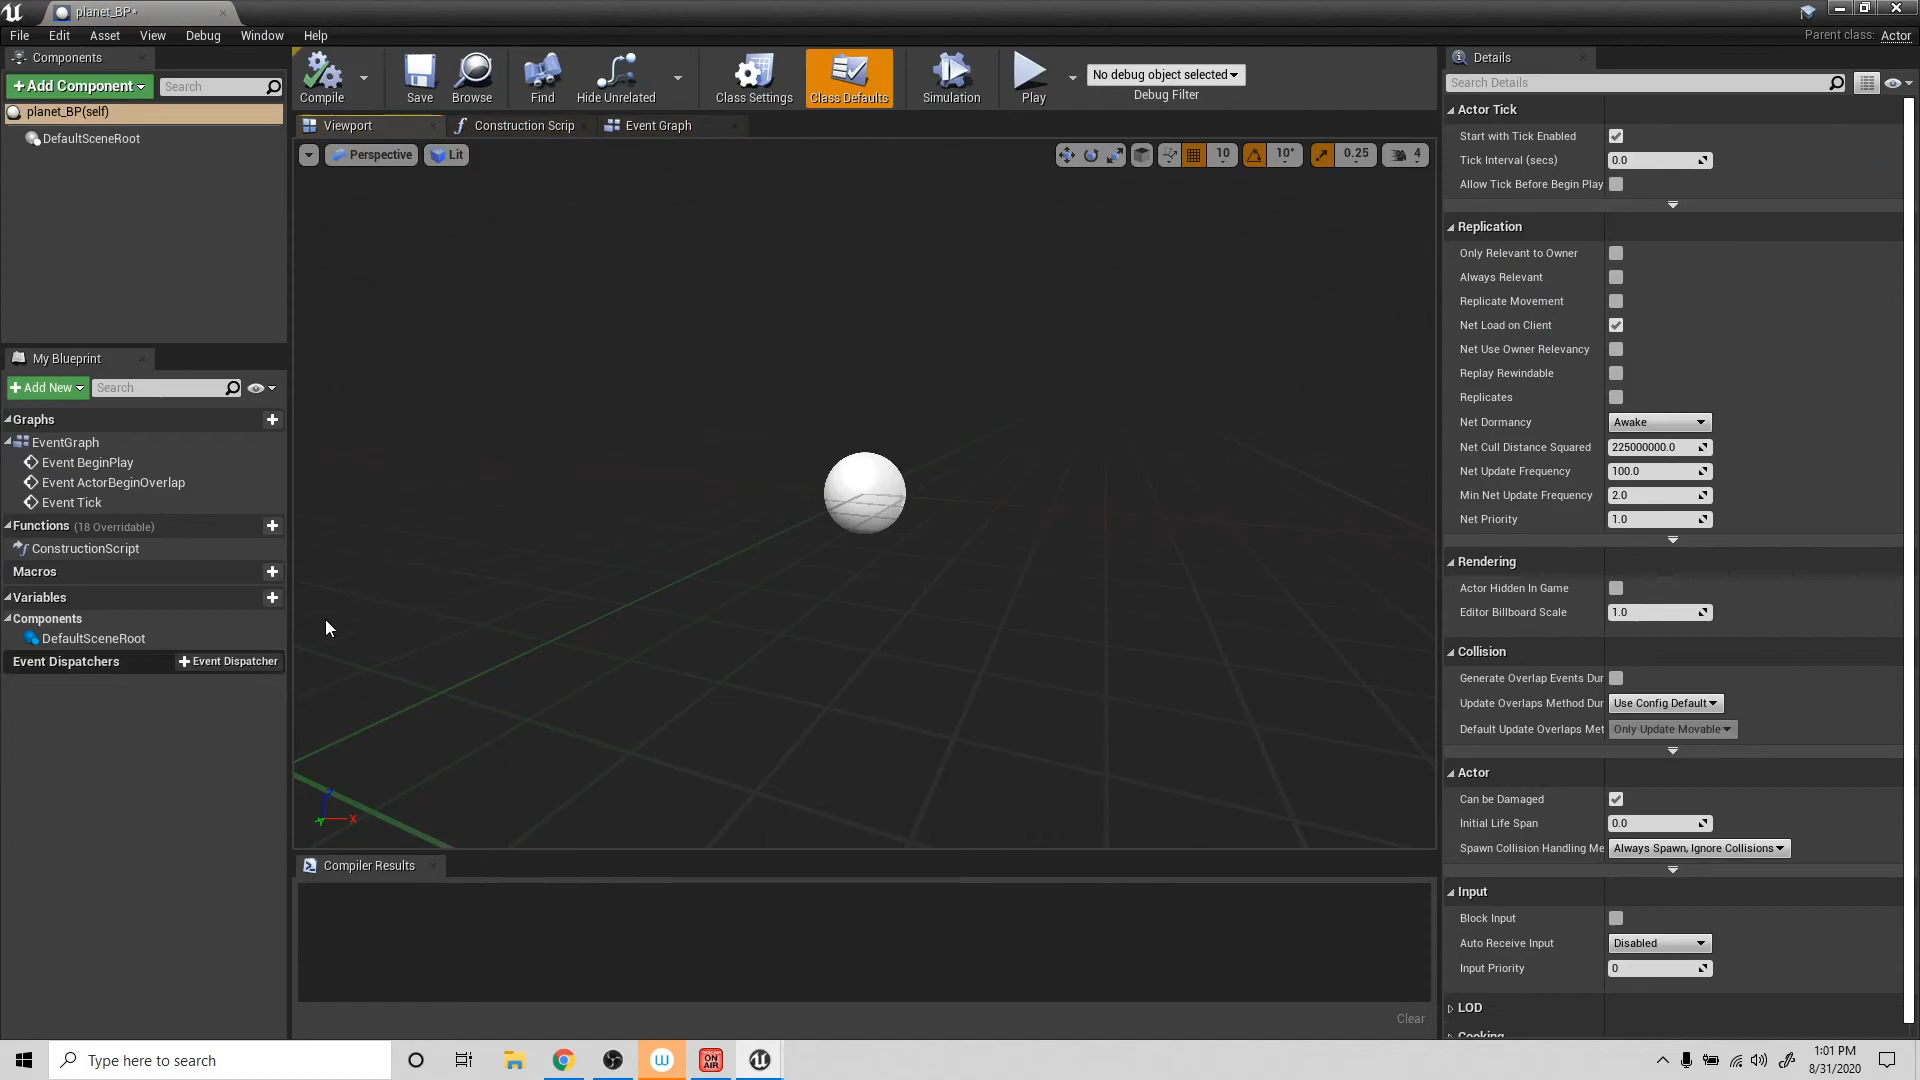 planet_BP*
File Edit Asset View Debug Window Help
Parent class: Actor
Components
+Add Component
Search
planet_BP(self)
DefaultSceneRoot
Compile
Save
Browse
Find
Hide Unrelated
Class Settings
Class Defaults
Simulation
Play
No debug object selected
Debug Filter
Viewport
Construction Scrip
Event Graph
Perspective
Lit
10
10°
0.25
4
My Blueprint
+Add New
Search
Graphs
EventGraph
Event BeginPlay
Event ActorBeginOverlap
Event Tick
Functions (18 Overridable)
ConstructionScript
Macros
Variables
Components
DefaultSceneRoot
Event Dispatchers
+Event Dispatcher
Z
X
Y
Compiler Results
Clear
Details
Search Details
Actor Tick
Start with Tick Enabled
Tick Interval (secs) 0.0
Allow Tick Before Begin Play
Replication
Only Relevant to Owner
Always Relevant
Replicate Movement
Net Load on Client
Net Use Owner Relevancy
Replay Rewindable
Replicates
Net Dormancy Awake
Net Cull Distance Squared 225000000.0
Net Update Frequency 100.0
Min Net Update Frequency 2.0
Net Priority 1.0
Rendering
Actor Hidden In Game
Editor Billboard Scale 1.0
Collision
Generate Overlap Events Dur
Update Overlaps Method Dur Use Config Default
Default Update Overlaps Met Only Update Movable
Actor
Can be Damaged
Initial Life Span 0.0
Spawn Collision Handling Me Always Spawn, Ignore Collisions
Input
Block Input
Auto Receive Input Disabled
Input Priority 0
LOD
Cooking
Type here to search
W
ON AIR
1:01 PM
8/31/2020